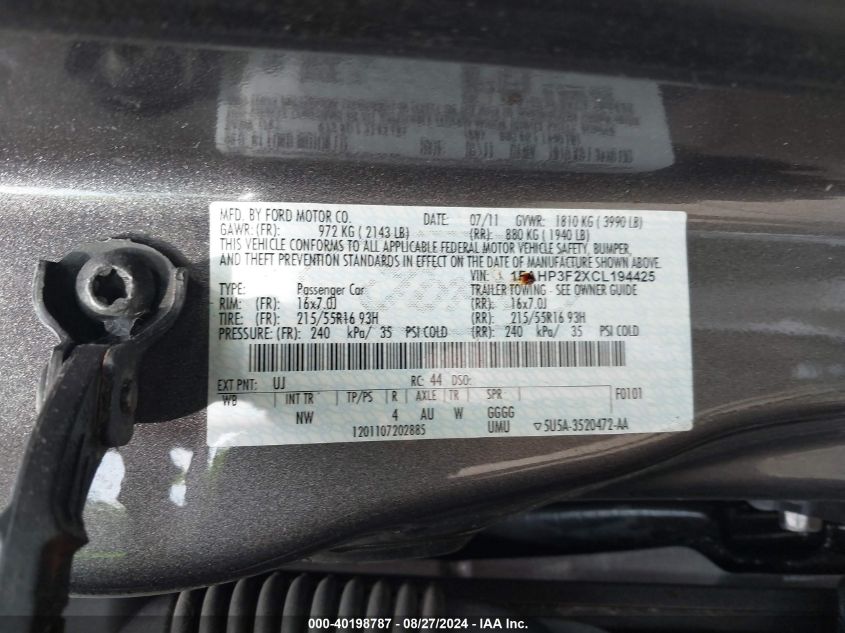 MFD. BY FORD MOTOR CO. DATE: 07/11 GVWR: 1810 KG ( 3990 LB)
GAWR: (FR): 972 KG ( 2143 LB) (RR): 880 KG ( 1940 LB)
THIS VEHICLE CONFORMS TO ALL APPLICABLE FEDERAL MOTOR VEHICLE SAFETY, BUMPER,
AND THEFT PREVENTION STANDARDS IN EFFECT ON THE DATE OF MANUFACTURE SHOWN ABOVE.
VIN: HP3F2XCL194425
TYPE: Passenger Car TRAILER TOWING - SEE OWNER GUIDE
RIM: (FR): 16x7.0J (RR): 16x7.0J
TIRE: (FR): 215/55R16 93H (RR): 215/55R16 93H
PRESSURE: (FR): 240 kPa/ 35 PSI COLD (RR): 240 kPa/ 35 PSI COLD
EXT PNT: UJ RC: 44 DSO:
WB INT TR TP/PS R AXLE TR SPR F0101
NW 4 AU W GGGG
1201107202885 UMU ▽5U5A-3520472-AA
000-40198787 - 08/27/2024 - IAA Inc.